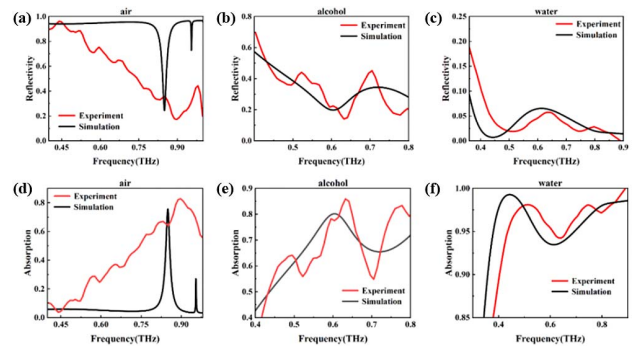 (a) air
1.0
0.8
0.6
0.4
0.2
0.0
Reflectivity
Experiment
Simulation
0.45 0.60 0.75 0.90
Frequency(THz)
(b) alcohol
0.8
0.6
0.4
0.2
0.0
Reflectivity
Experiment
Simulation
0.5 0.6 0.7 0.8
Frequency(THz)
(c) water
0.25
0.20
0.15
0.10
0.05
0.00
Reflectivity
Experiment
Simulation
0.4 0.5 0.6 0.7 0.8 0.9
Frequency(THz)
(d) air
0.8
0.6
0.4
0.2
0.0
Absorption
Experiment
Simulation
0.45 0.60 0.75 0.90
Frequency(THz)
(e) alcohol
0.9
0.8
0.7
0.6
0.5
0.4
Absorption
Experiment
Simulation
0.4 0.5 0.6 0.7 0.8
Frequency(THz)
(f) water
1.00
0.95
0.90
0.85
Absorption
Experiment
Simulation
0.4 0.6 0.8
Frequency(THz)